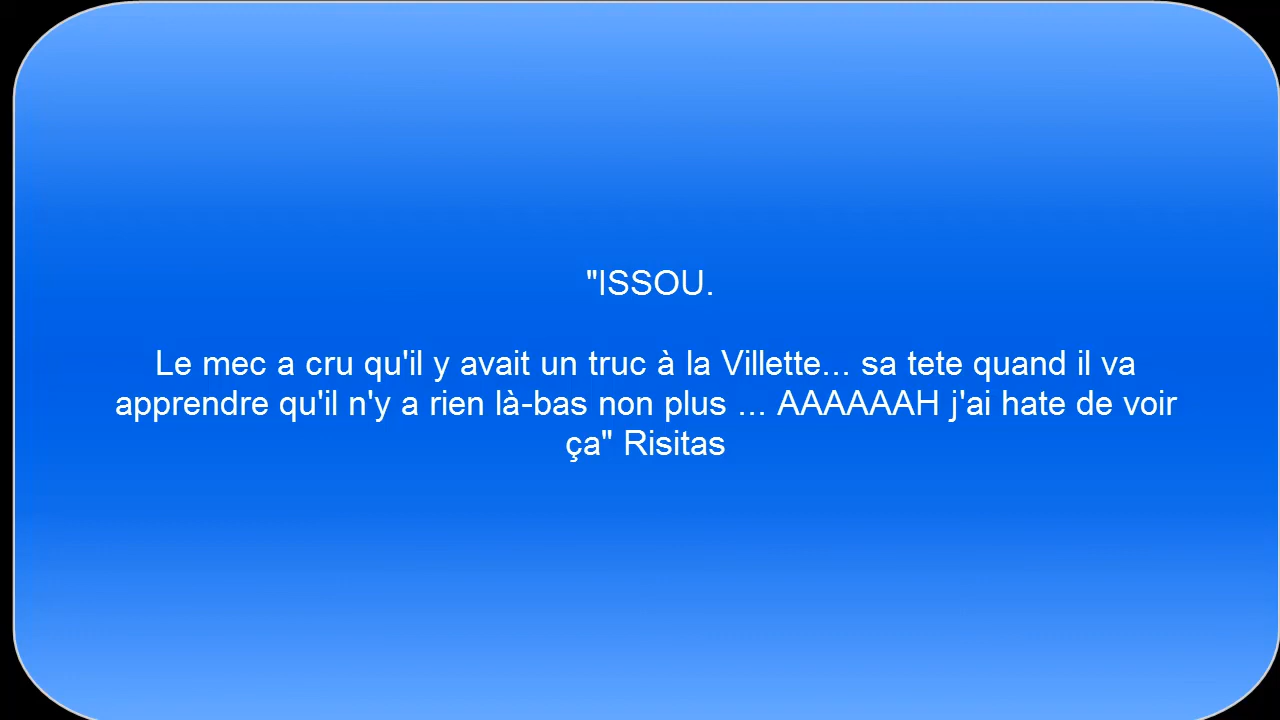 "ISSOU.
Le mec a cru qu'il y avait un truc à la Villette... sa tete quand il va
apprendre qu'il n'y a rien là-bas non plus ... AAAAAAH j'ai hate de voir
ça" Risitas